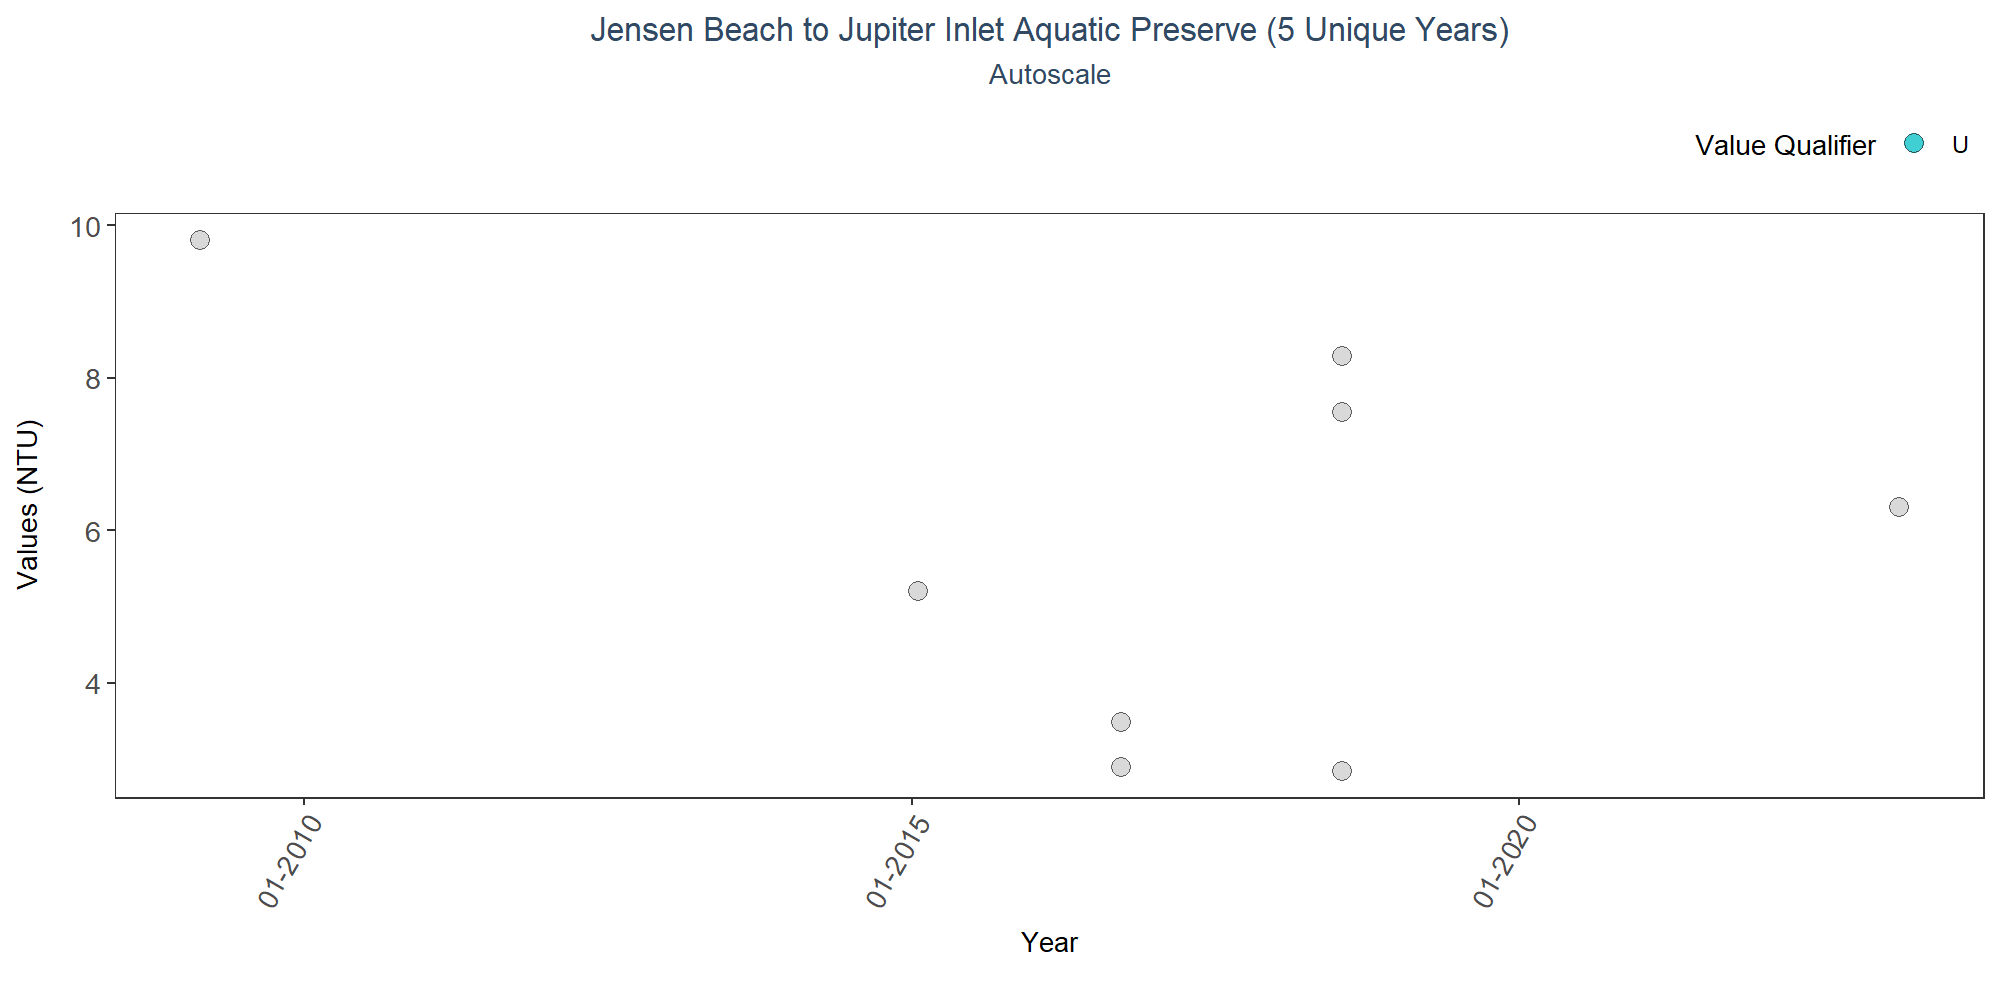 Jensen Beach to Jupiter Inlet Aquatic Preserve (5 Unique Years)
Autoscale
Value Qualifier U
10
8
6
4
Values (NTU)
01-2010
01-2015
01-2020
Year